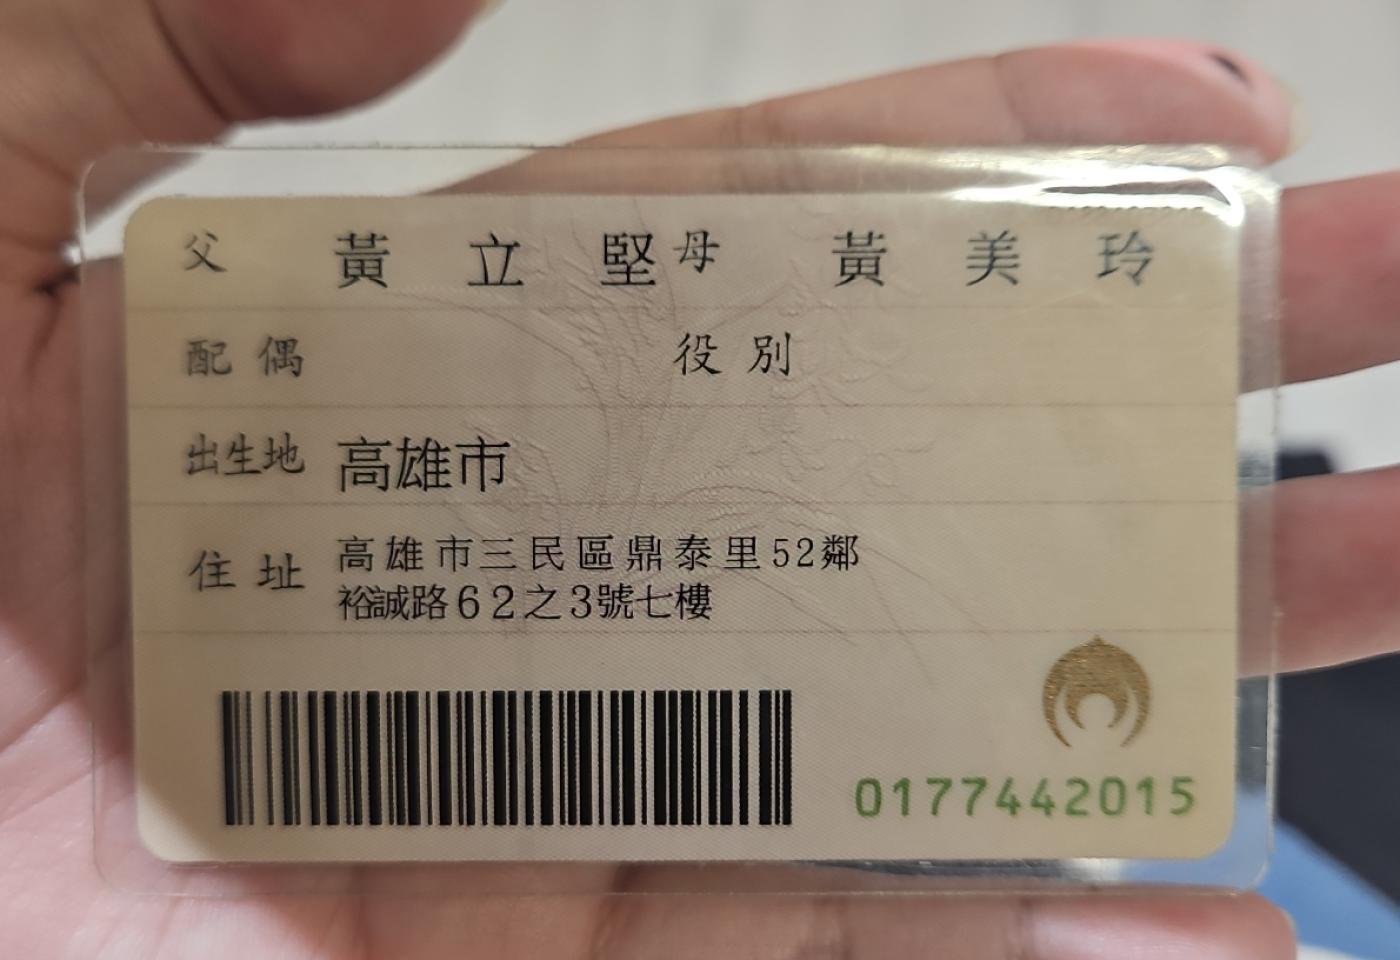 父 黃立堅 母 黃美玲
配偶 役別
出生地 高雄市
住址 高雄市三民區鼎泰里52鄰
裕誠路62之3號七樓
0177442015